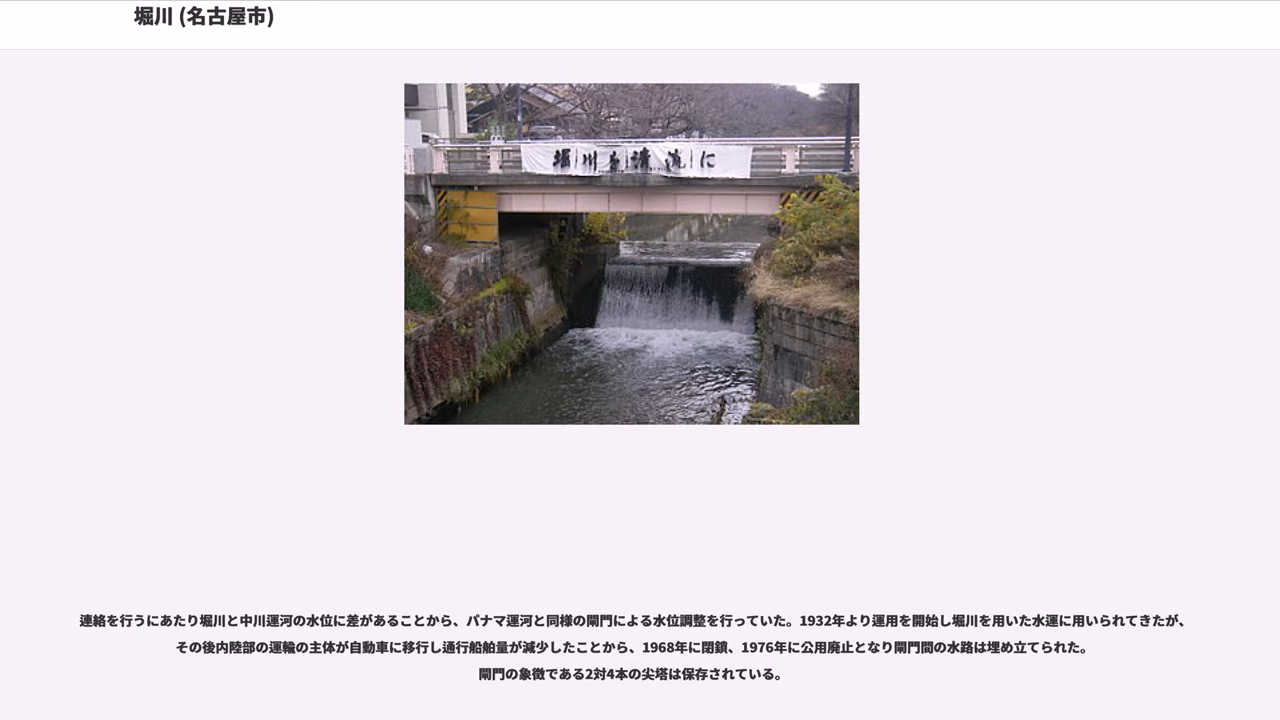 堀川 (名古屋市)
堀川を清流に
連絡を行うにあたり堀川と中川運河の水位に差があることから、パナマ運河と同様の閘門による水位調整を行っていた。1932年より運用を開始し堀川を用いた水運に用いられてきたが、
その後内陸部の運輸の主体が自動車に移行し通行船舶量が減少したことから、1968年に閉鎖、1976年に公用廃止となり閘門間の水路は埋め立てられた。
閘門の象徴である2対4本の尖塔は保存されている。